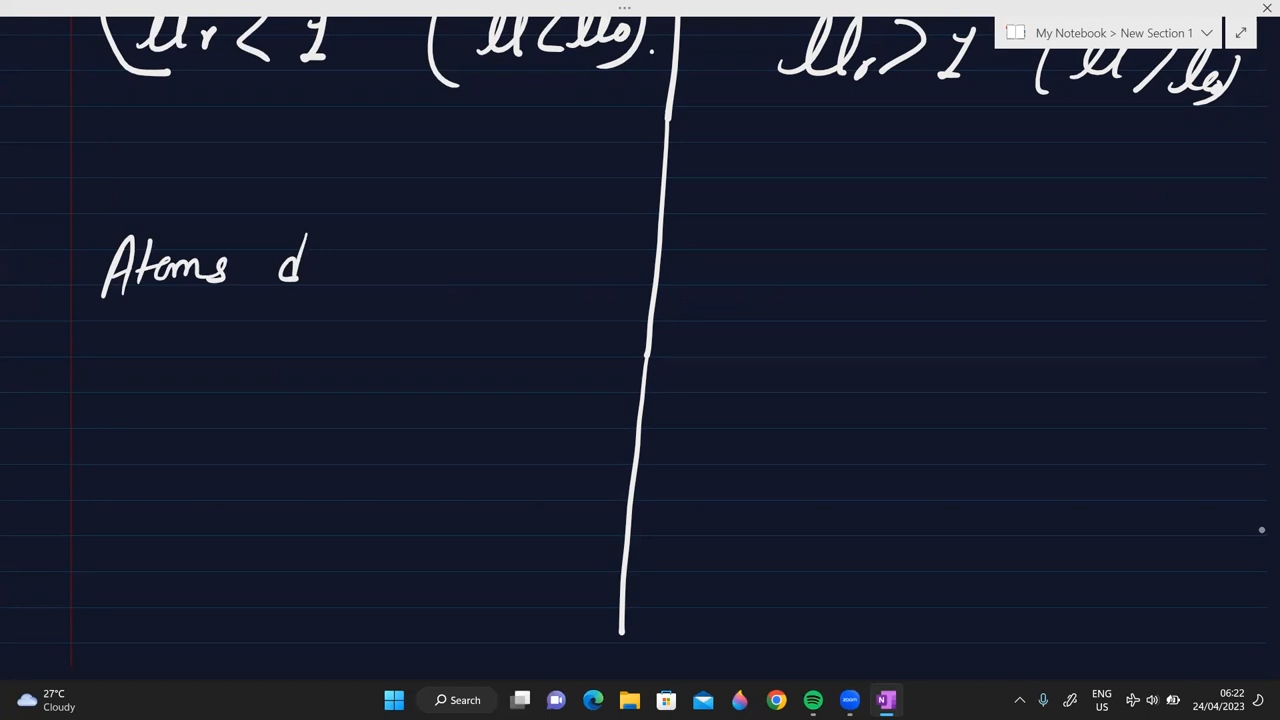 My Notebook > New Section 1
(μr < 1 (μ<μ0).
μr > 1 (μ>μ0)
Atoms d
27°C
Cloudy
Search
zoom
ENG
US
06:22
24/04/2023